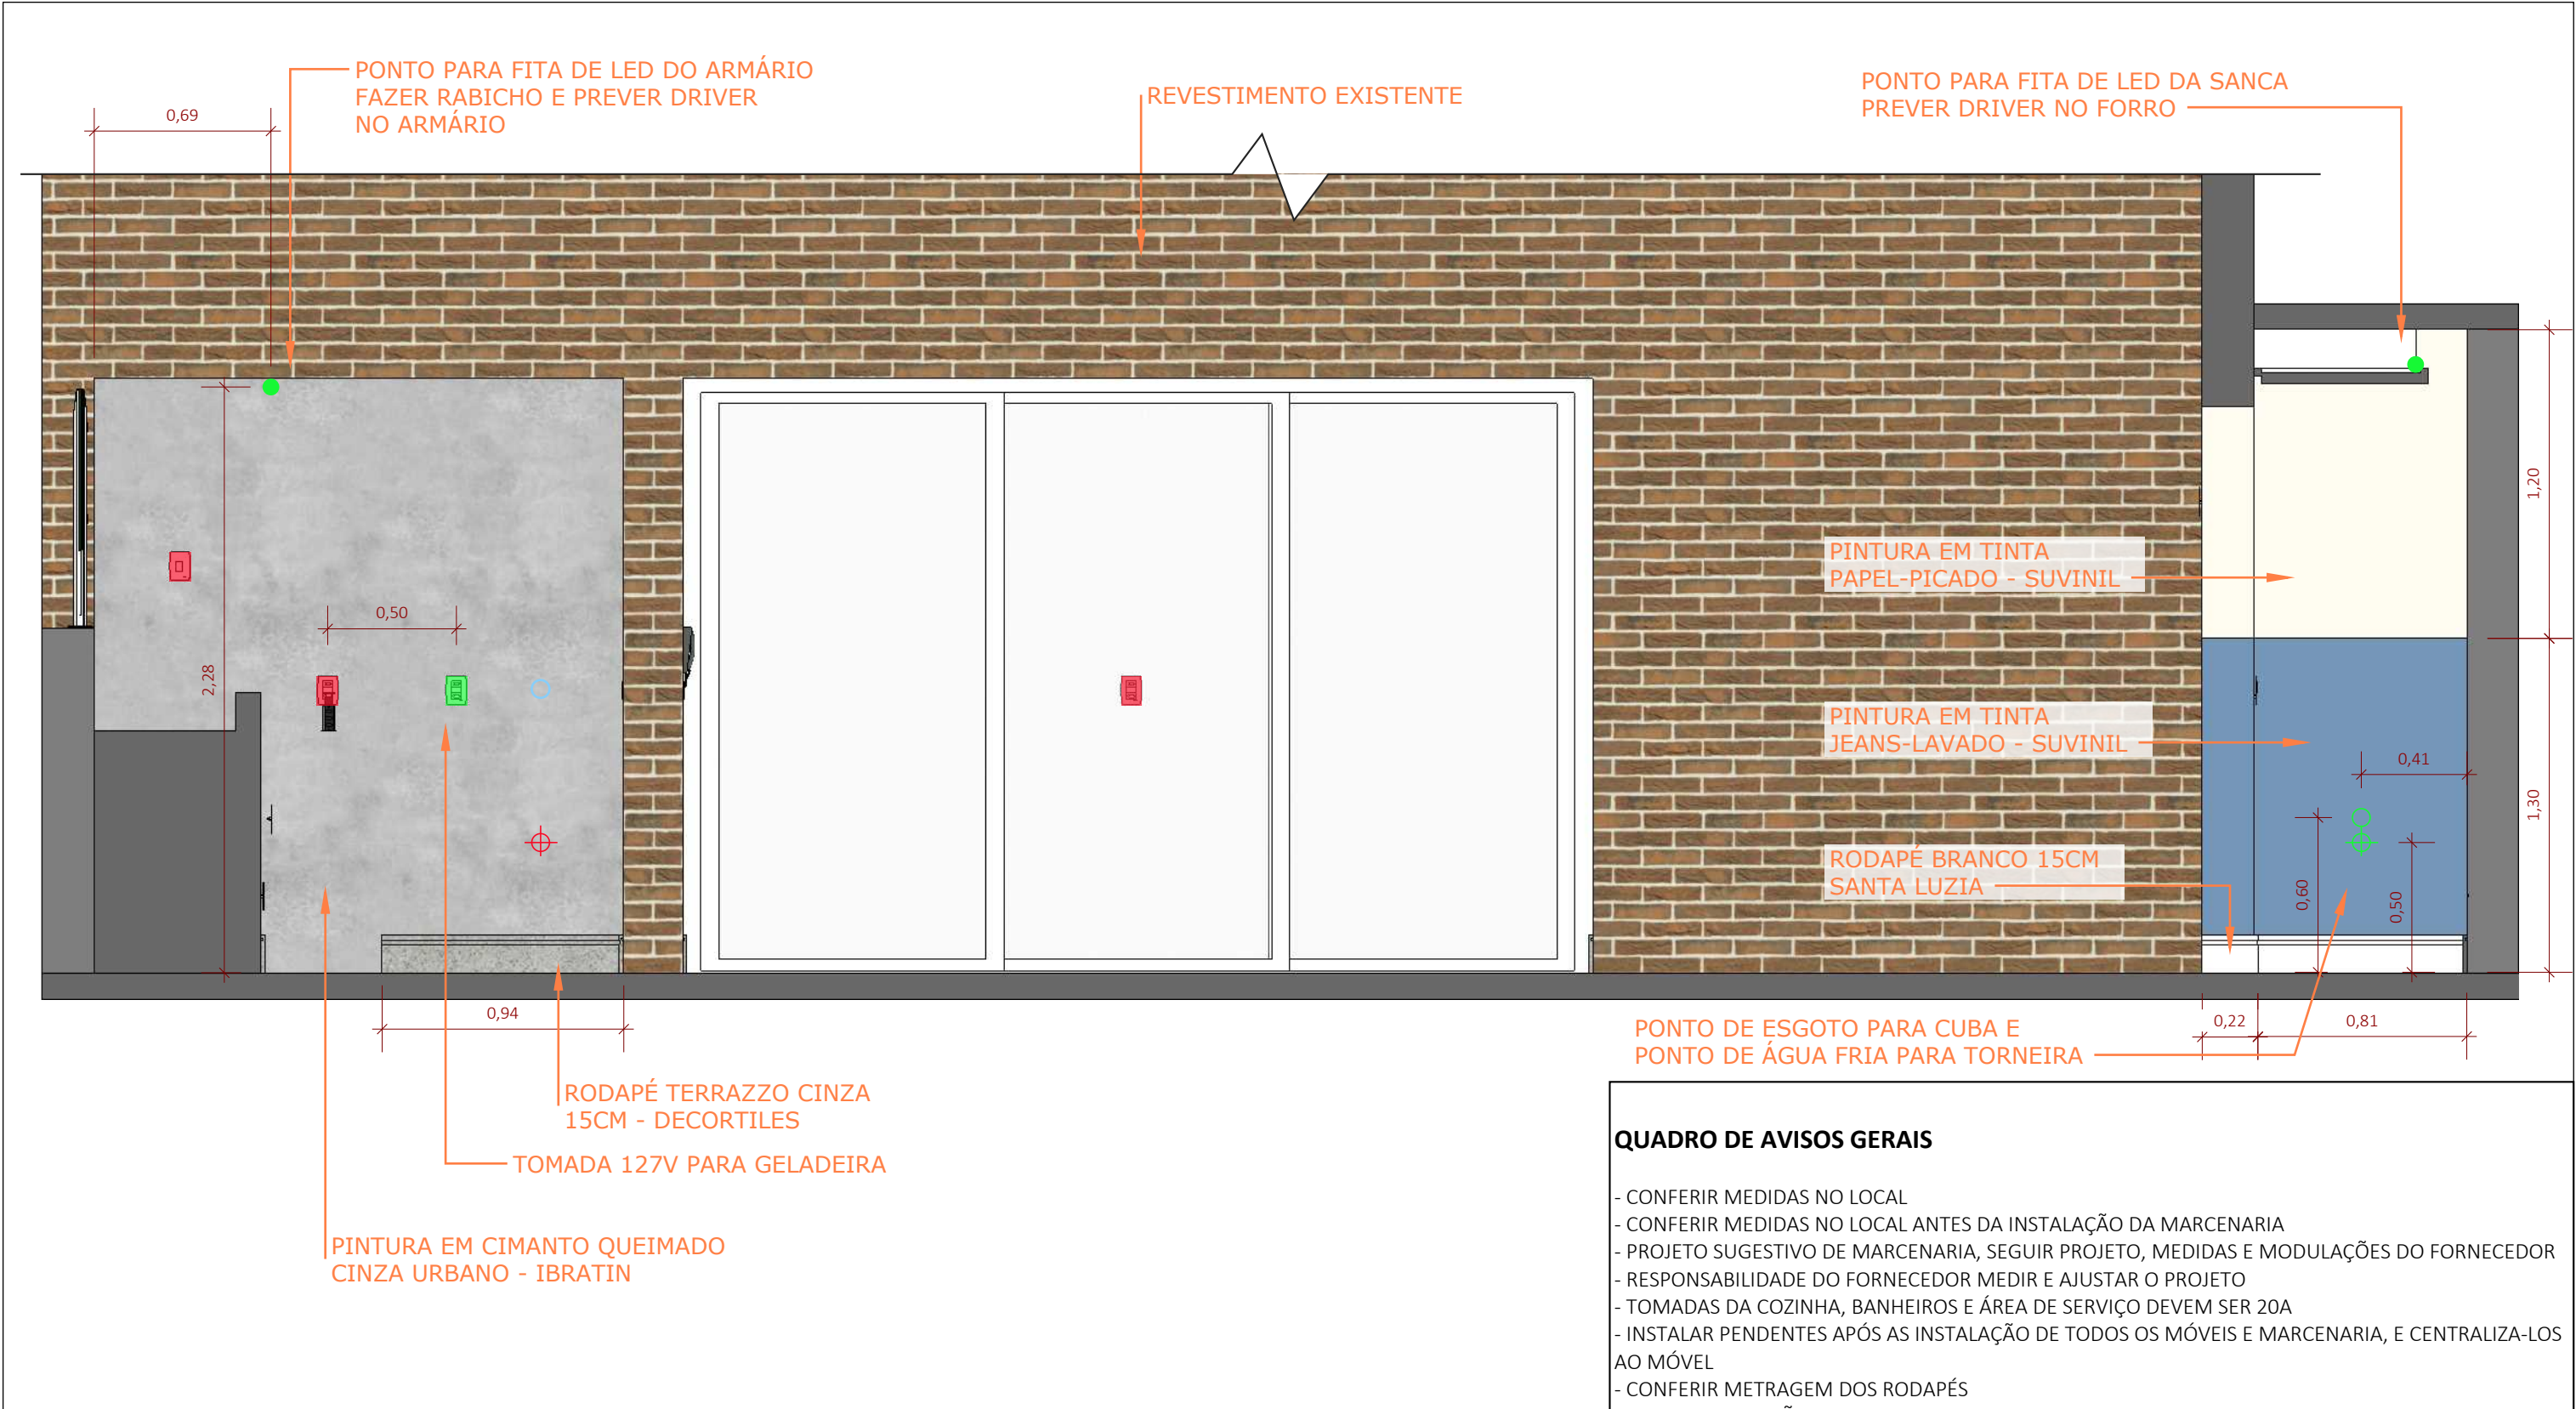 PONTO PARA FITA DE LED DO ARMÁRIO
FAZER RABICHO E PREVER DRIVER
NO ARMÁRIO
REVESTIMENTO EXISTENTE
PONTO PARA FITA DE LED DA SANCA
PREVER DRIVER NO FORRO
0,69
1,20
PINTURA EM TINTA
PAPEL-PICADO - SUVINIL
0,50
2,28
PINTURA EM TINTA
JEANS-LAVADO - SUVINIL
0,41
1,30
RODAPÉ BRANCO 15CM
SANTA LUZIA
0,60
0,50
0,94
0,22
0,81
PONTO DE ESGOTO PARA CUBA E
PONTO DE ÁGUA FRIA PARA TORNEIRA
RODAPÉ TERRAZZO CINZA
15CM - DECORTILES
TOMADA 127V PARA GELADEIRA
PINTURA EM CIMANTO QUEIMADO
CINZA URBANO - IBRATIN
QUADRO DE AVISOS GERAIS
- CONFERIR MEDIDAS NO LOCAL
- CONFERIR MEDIDAS NO LOCAL ANTES DA INSTALAÇÃO DA MARCENARIA
- PROJETO SUGESTIVO DE MARCENARIA, SEGUIR PROJETO, MEDIDAS E MODULAÇÕES DO FORNECEDOR
- RESPONSABILIDADE DO FORNECEDOR MEDIR E AJUSTAR O PROJETO
- TOMADAS DA COZINHA, BANHEIROS E ÁREA DE SERVIÇO DEVEM SER 20A
- INSTALAR PENDENTES APÓS AS INSTALAÇÃO DE TODOS OS MÓVEIS E MARCENARIA, E CENTRALIZA-LOS
AO MÓVEL
- CONFERIR METRAGEM DOS RODAPÉS